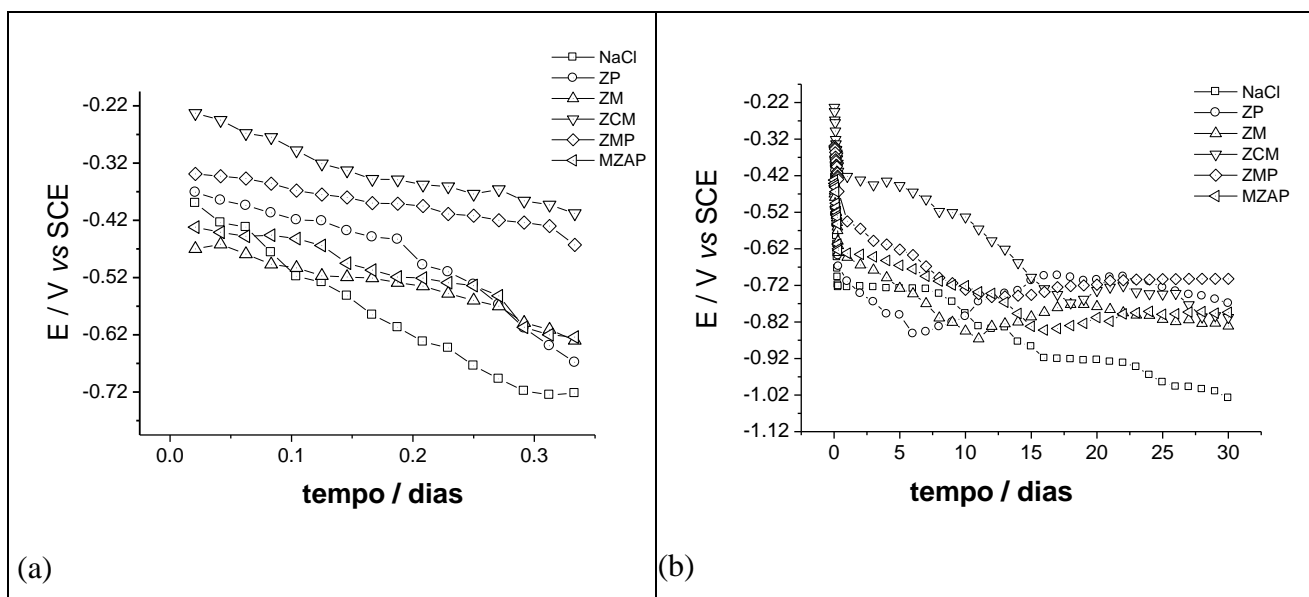 NaCl
ZP
ZM
ZCM
ZMP
MZAP
-0.22
-0.32
-0.42
-0.52
-0.62
-0.72
E / V vs SCE
0.0 0.1 0.2 0.3
tempo / dias
(a)
NaCl
ZP
ZM
ZCM
ZMP
MZAP
-0.22
-0.32
-0.42
-0.52
-0.62
-0.72
-0.82
-0.92
-1.02
-1.12
E / V vs SCE
0 5 10 15 20 25 30
tempo / dias
(b)